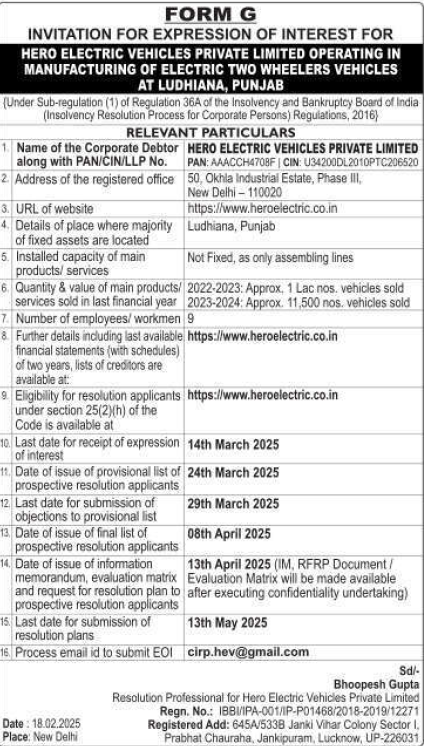 FORM G
INVITATION FOR EXPRESSION OF INTEREST FOR
HERO ELECTRIC VEHICLES PRIVATE LIMITED OPERATING IN
MANUFACTURING OF ELECTRIC TWO WHEELERS VEHICLES
AT LUDHIANA, PUNJAB
{Under Sub-regulation (1) of Regulation 36A of the Insolvency and Bankruptcy Board of India
(Insolvency Resolution Process for Corporate Persons) Regulations, 2016}
RELEVANT PARTICULARS
1. Name of the Corporate Debtor
along with PAN/CIN/LLP No.
HERO ELECTRIC VEHICLES PRIVATE LIMITED
PAN: AAACCH4708F | CIN: U34200DL2010PTC206520
2. Address of the registered office
50, Okhla Industrial Estate, Phase III,
New Delhi – 110020
3. URL of website
https://www.heroelectric.co.in
4. Details of place where majority
of fixed assets are located
Ludhiana, Punjab
5. Installed capacity of main
products/ services
Not Fixed, as only assembling lines
6. Quantity & value of main products/
services sold in last financial year
2022-2023: Approx. 1 Lac nos. vehicles sold
2023-2024: Approx. 11,500 nos. vehicles sold
7. Number of employees/ workmen
9
8. Further details including last available
financial statements (with schedules)
of two years, lists of creditors are
available at:
https://www.heroelectric.co.in
9. Eligibility for resolution applicants
under section 25(2)(h) of the
Code is available at
https://www.heroelectric.co.in
10. Last date for receipt of expression
of interest
14th March 2025
11. Date of issue of provisional list of
prospective resolution applicants
24th March 2025
12. Last date for submission of
objections to provisional list
29th March 2025
13. Date of issue of final list of
prospective resolution applicants
08th April 2025
14. Date of issue of information
memorandum, evaluation matrix
and request for resolution plan to
prospective resolution applicants
13th April 2025 (IM, RFRP Document /
Evaluation Matrix will be made available
after executing confidentiality undertaking)
15. Last date for submission of
resolution plans
13th May 2025
16. Process email id to submit EOI
cirp.hev@gmail.com
Sd/-
Bhoopesh Gupta
Resolution Professional for Hero Electric Vehicles Private Limited
Regn. No.: IBBI/IPA-001/IP-P01468/2018-2019/12271
Date : 18.02.2025
Registered Add: 645A/533B Janki Vihar Colony Sector I,
Place: New Delhi
Prabhat Chauraha, Jankipuram, Lucknow, UP-226031